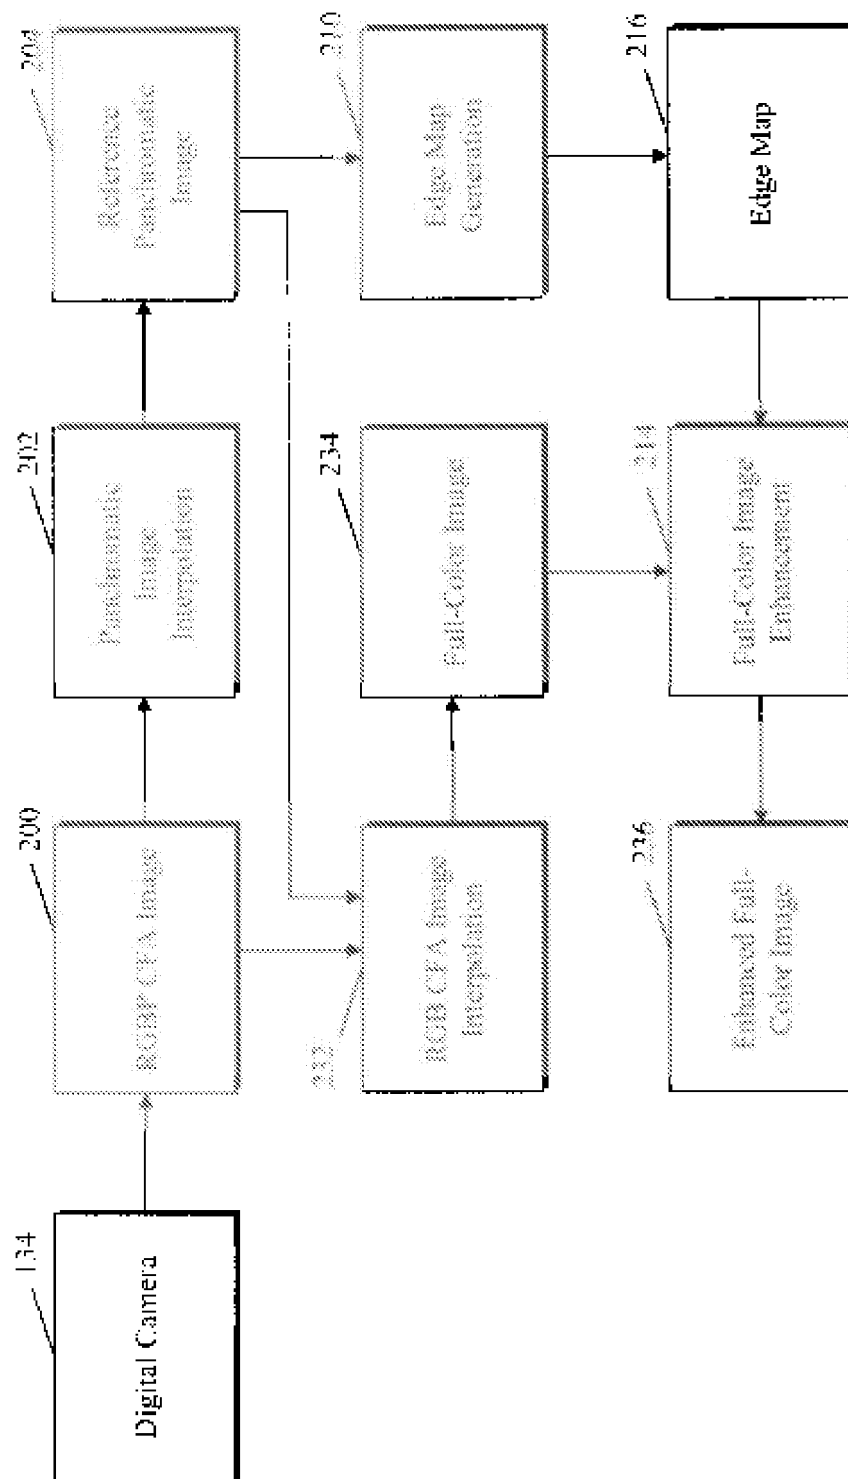 134
Digital Camera
200
RGBP CFA Image
202
Panchromatic
Image
Interpolation
204
Reference
Panchromatic
Image
232
RGB CFA Image
Interpolation
234
Full-Color Image
210
Edge Map
Generation
236
Enhanced Full-
Color Image
214
Full-Color Image
Enhancement
216
Edge Map